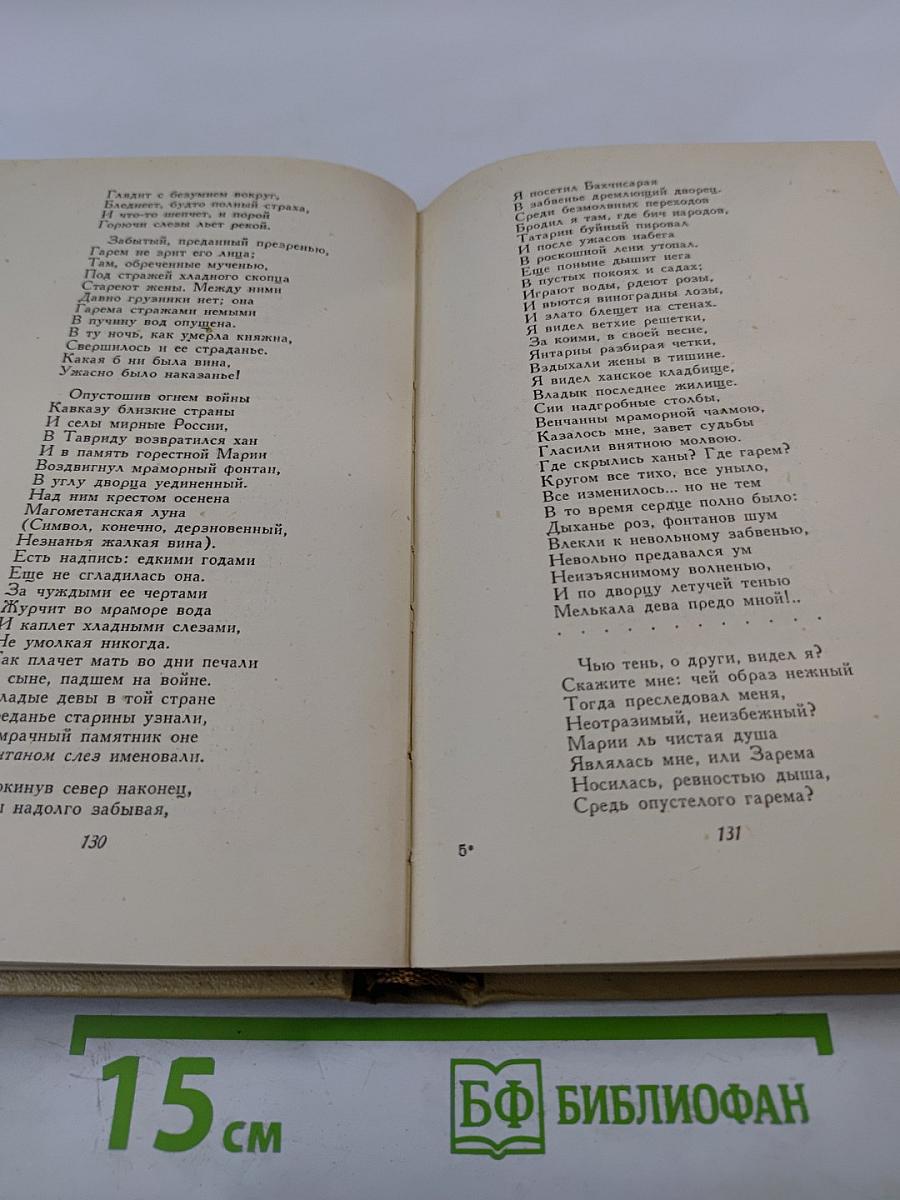 Глядит с безумием вокруг,
Бледнеет, будто полный страха,
И что-то шепчет, и порой
Горючи слезы льет рекой.
Забытый, преданный презренью,
Гарем не зрит его лица;
Там, обреченные мученью,
Под стражей хладного скопца
Стареют жены. Между ними
Давно грузинки нет; она
Гарема стражами немыми
В пучину вод опущена.
В ту ночь, как умерла княжна,
Свершилось и ее страданье.
Какая б ни была вина,
Ужасно было наказанье!
Опустошив огнем войны
Кавказу близкие страны
И селы мирные России,
В Тавриду возвратился хан
И в память горестной Марии
Воздвигнул мраморный фонтан,
В углу дворца уединенный.
Над ним крестом осенена
Магометанская луна
(Символ, конечно, дерзновенный,
Незнанья жалкая вина).
Есть надпись: едкими годами
Еще не сгладилась она.
За чуждыми ее чертами
Журчит во мраморе вода
И каплет хладными слезами,
Не умолкая никогда.
Так плачет мать во дни печали
сыне, падшем на войне.
ладые девы в той стране
еданье старины узнали,
мрачный памятник оне
нтаном слез именовали.
окинув север наконец,
ы надолго забывая,
130
Я посетил Бахчисарая
В забвенье дремлющий дворец.
Среди безмолвных переходов
Бродил я там, где бич народов,
Татарин буйный пировал
И после ужасов набега
В роскошной лени утопал.
Еще поныне дышит нега
В пустых покоях и садах;
Играют воды, рдеют розы,
И вьются виноградны лозы,
И злато блещет на стенах.
Я видел ветхие решетки,
За коими, в своей весне,
Янтарны разбирая четки,
Вздыхали жены в тишине.
Я видел ханское кладбище,
Владык последнее жилище.
Сии надгробные столбы,
Венчанны мраморной чалмою,
Казалось мне, завет судьбы
Гласили внятною молвою.
Где скрылись ханы? Где гарем?
Кругом все тихо, все уныло,
Все изменилось... но не тем
В то время сердце полно было:
Дыханье роз, фонтанов шум
Влекли к невольному забвенью,
Невольно предавался ум
Неизъяснимому волненью,
И по дворцу летучей тенью
Мелькала дева предо мной!..
. . . . . . . . . . . .
Чью тень, о други, видел я?
Скажите мне: чей образ нежный
Тогда преследовал меня,
Неотразимый, неизбежный?
Марии ль чистая душа
Являлась мне, или Зарема
Носилась, ревностью дыша,
Средь опустелого гарема?
131
5*
15 см
БФ БИБЛИОФАН